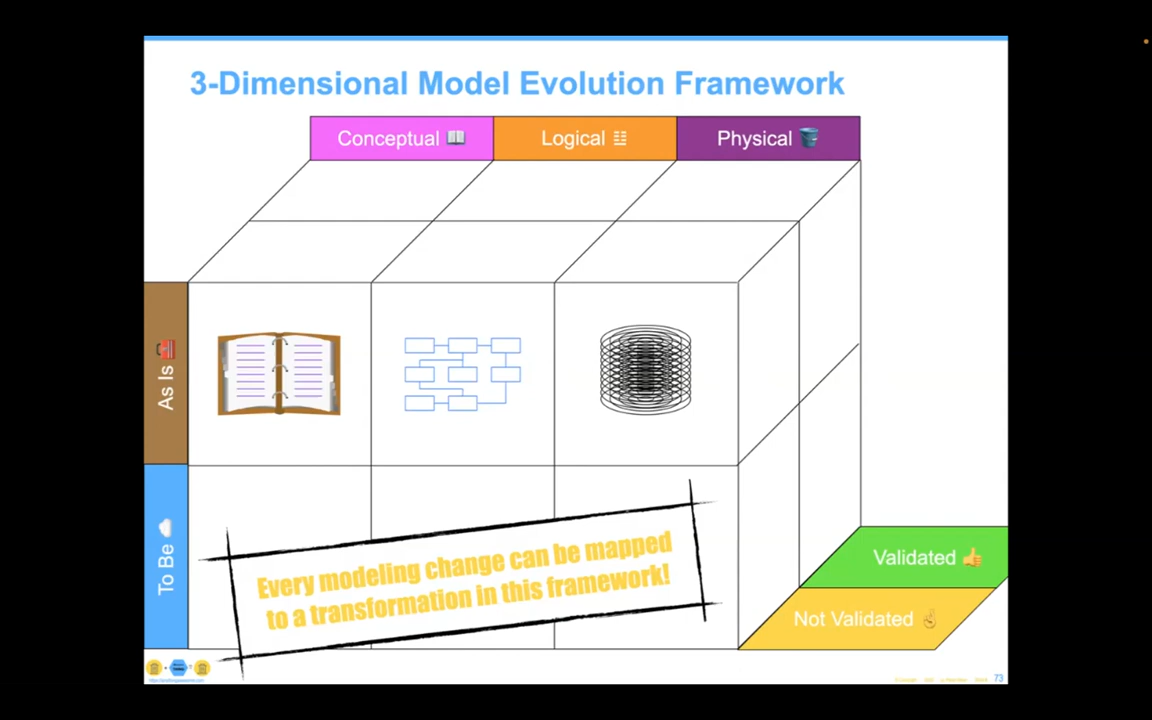 3-Dimensional Model Evolution Framework
Conceptual
Logical
Physical
As Is
To Be
Every modeling change can be mapped
to a transformation in this framework!
Validated
Not Validated
73